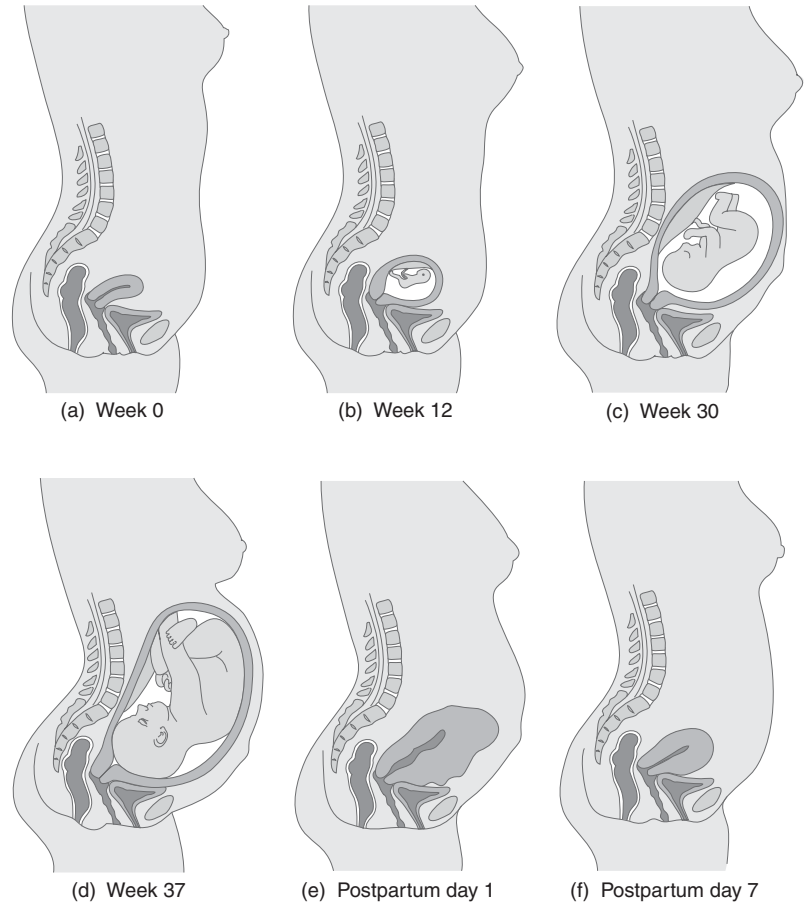 (a) Week 0
(b) Week 12
(c) Week 30
(d) Week 37
(e) Postpartum day 1
(f) Postpartum day 7